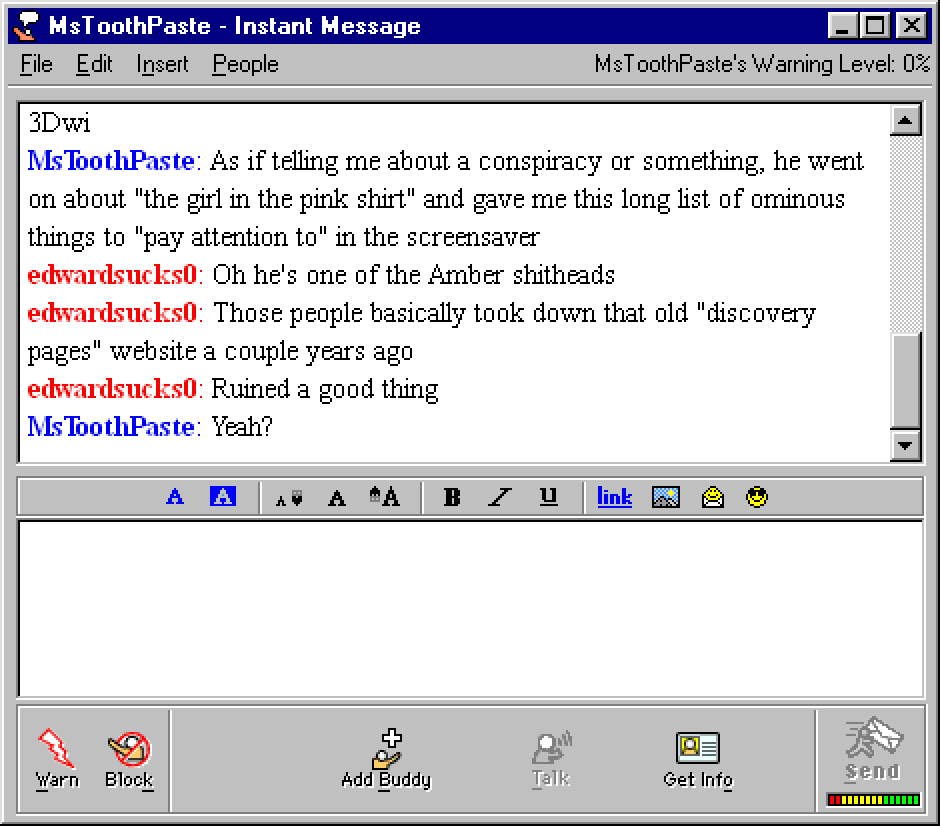 MsToothPaste - Instant Message
File Edit Insert People MsToothPaste's Warning Level: 0%
3Dwi
MsToothPaste: As if telling me about a conspiracy or something, he went
on about "the girl in the pink shirt" and gave me this long list of ominous
things to "pay attention to" in the screensaver
edwardsucks0: Oh he's one of the Amber shitheads
edwardsucks0: Those people basically took down that old "discovery
pages" website a couple years ago
edwardsucks0: Ruined a good thing
MsToothPaste: Yeah?
A A A A A B I U link
Warn Block Add Buddy Talk Get Info Send